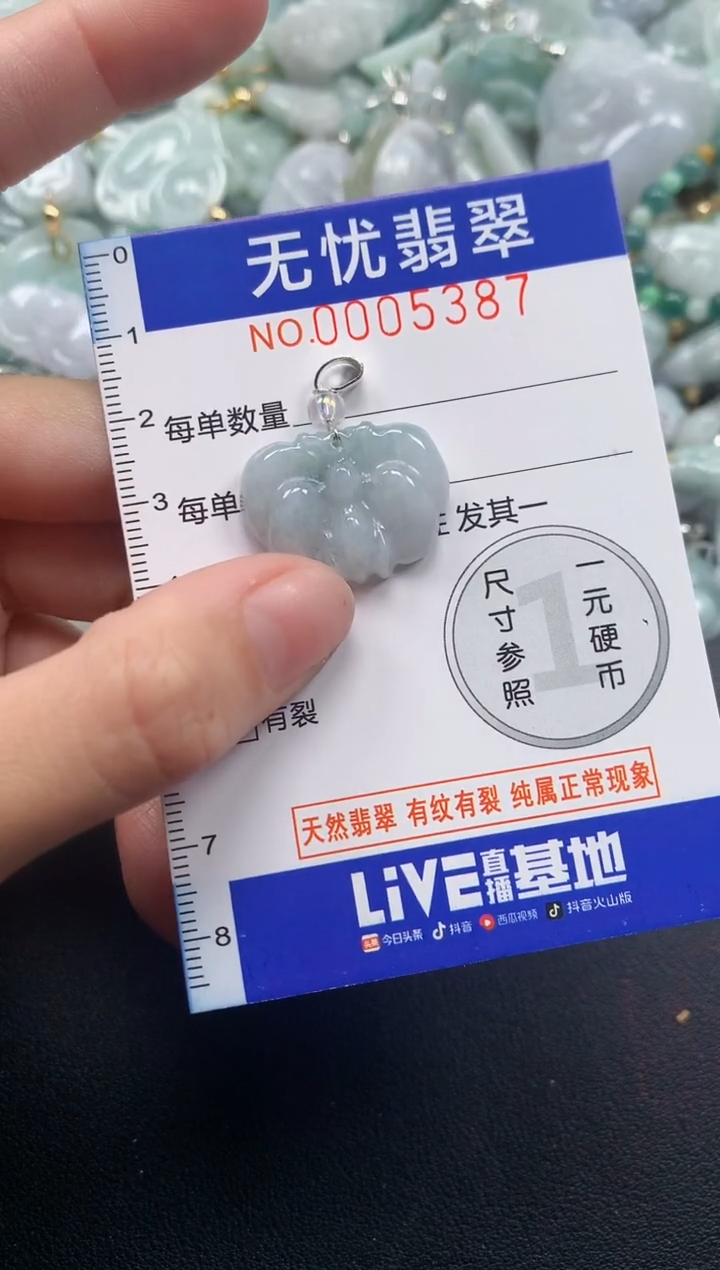 无忧翡翠
NO.0005387
0
1
2
每单数量
3
每单
发其一
尺寸参照
1
一元硬币
有裂
天然翡翠 有纹有裂 纯属正常现象
7
LiVE直播基地
8
头条 今日头条 抖音 西瓜视频 抖音火山版